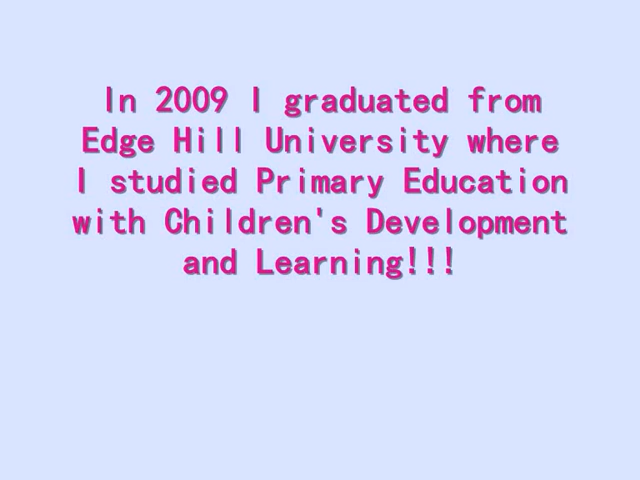 In 2009 I graduated from
Edge Hill University where
I studied Primary Education
with Children's Development
and Learning!!!